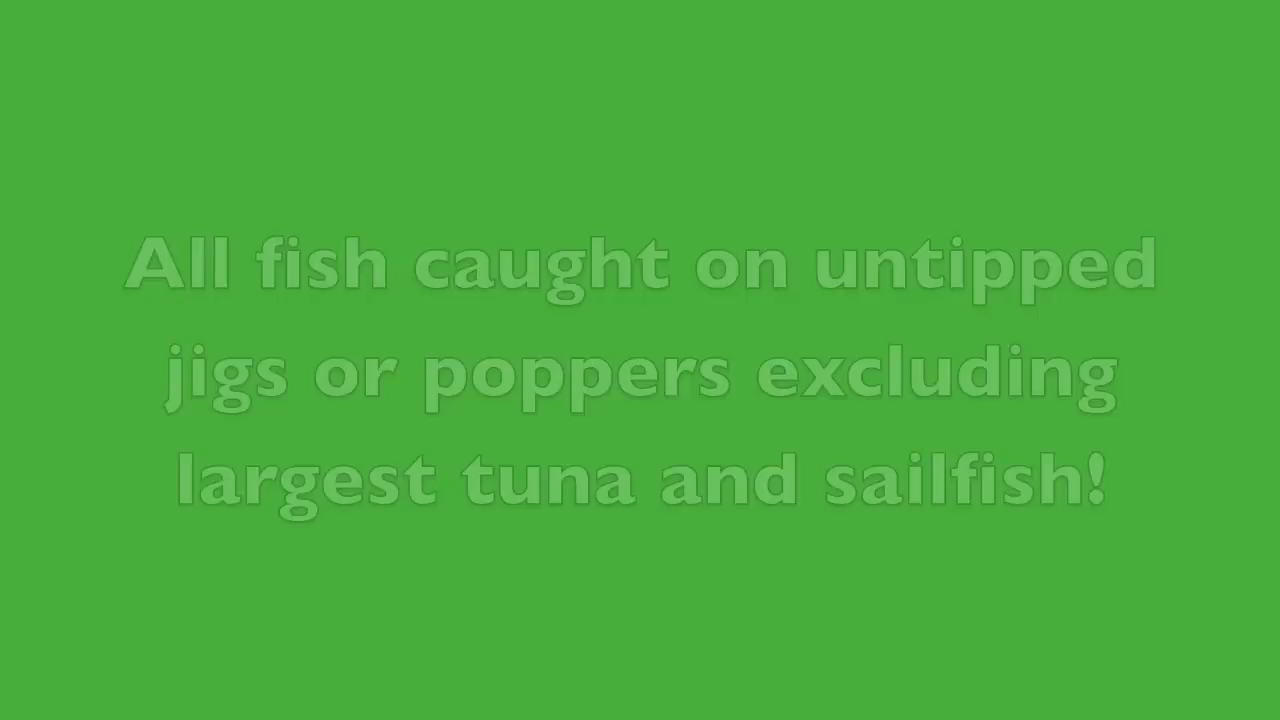 All fish caught on untipped
jigs or poppers excluding
largest tuna and sailfish!